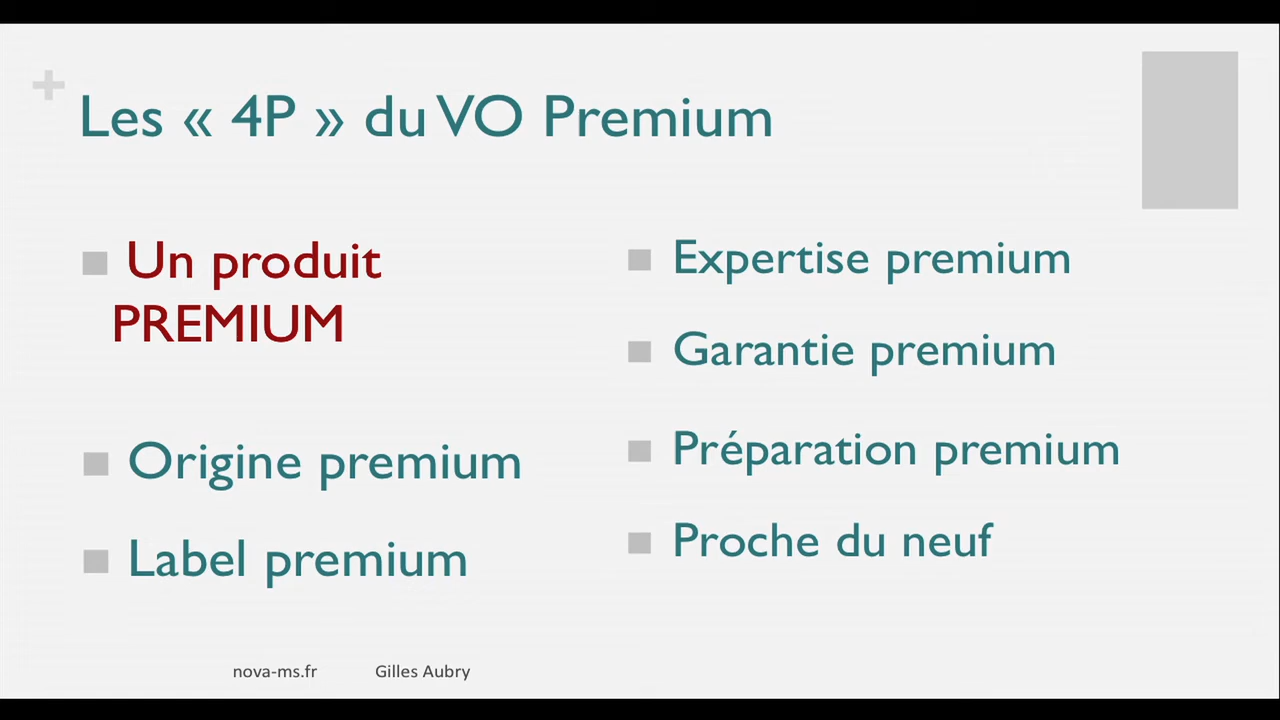 Les « 4P » du VO Premium
Un produit
PREMIUM
Origine premium
Label premium
Expertise premium
Garantie premium
Préparation premium
Proche du neuf
nova-ms.fr Gilles Aubry